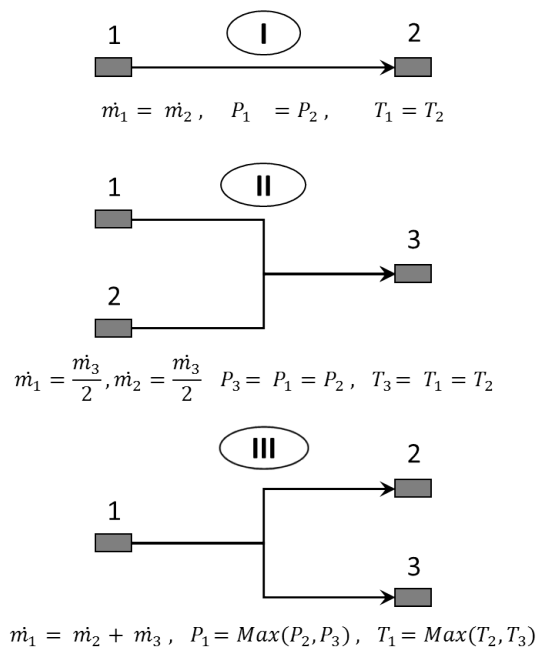 I
1 2
ṁ₁ = ṁ₂ , P₁ = P₂ , T₁ = T₂
II
1
3
2
ṁ₁ = ṁ₃/2 , ṁ₂ = ṁ₃/2 P₃ = P₁ = P₂ , T₃ = T₁ = T₂
III
2
1
3
ṁ₁ = ṁ₂ + ṁ₃ , P₁ = Max(P₂, P₃) , T₁ = Max(T₂, T₃)